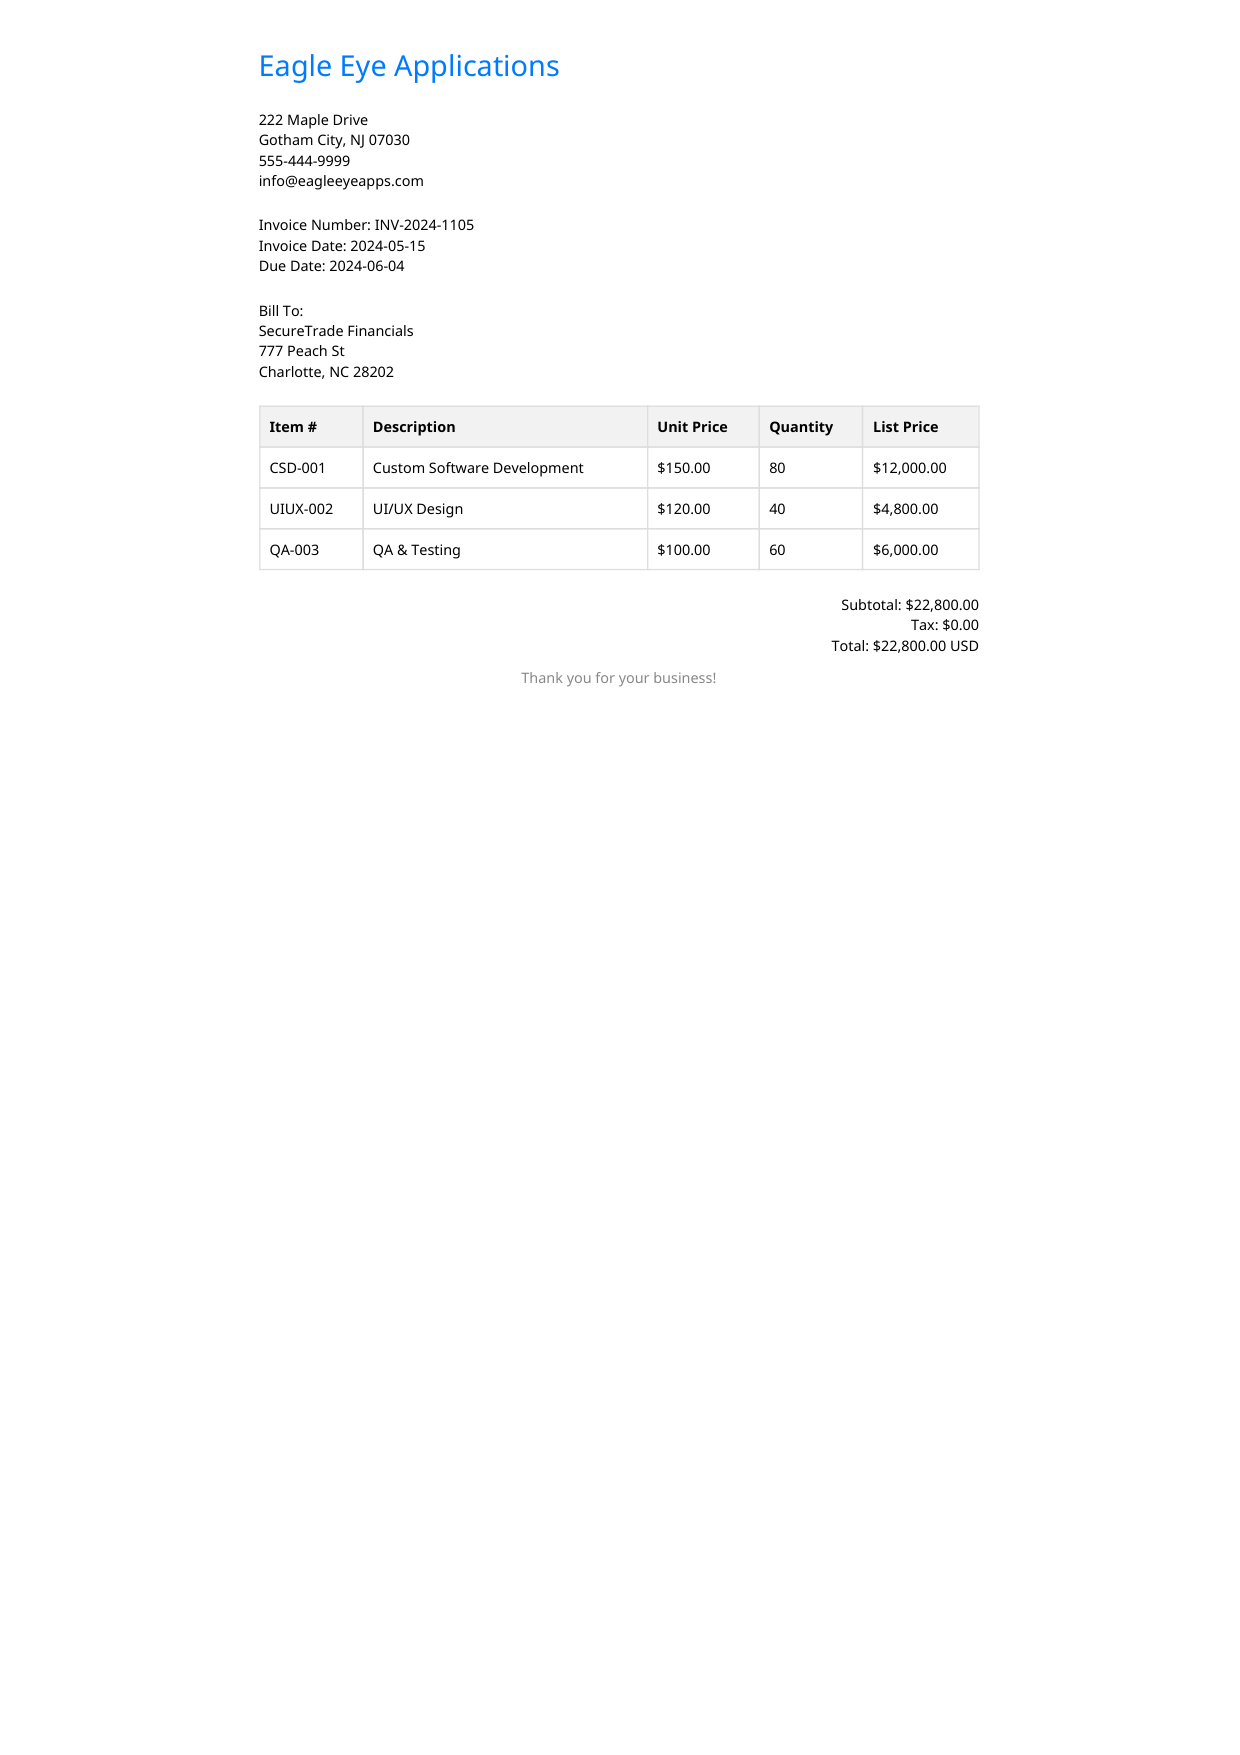 Eagle Eye Applications
222 Maple Drive
Gotham City, NJ 07030
555-444-9999
info@eagleeyeapps.com
Invoice Number: INV-2024-1105
Invoice Date: 2024-05-15
Due Date: 2024-06-04
Bill To:
SecureTrade Financials
777 Peach St
Charlotte, NC 28202
Item # Description Unit Price Quantity List Price
CSD-001 Custom Software Development $150.00 80 $12,000.00
UIUX-002 UI/UX Design $120.00 40 $4,800.00
QA-003 QA & Testing $100.00 60 $6,000.00
Subtotal: $22,800.00
Tax: $0.00
Total: $22,800.00 USD
Thank you for your business!